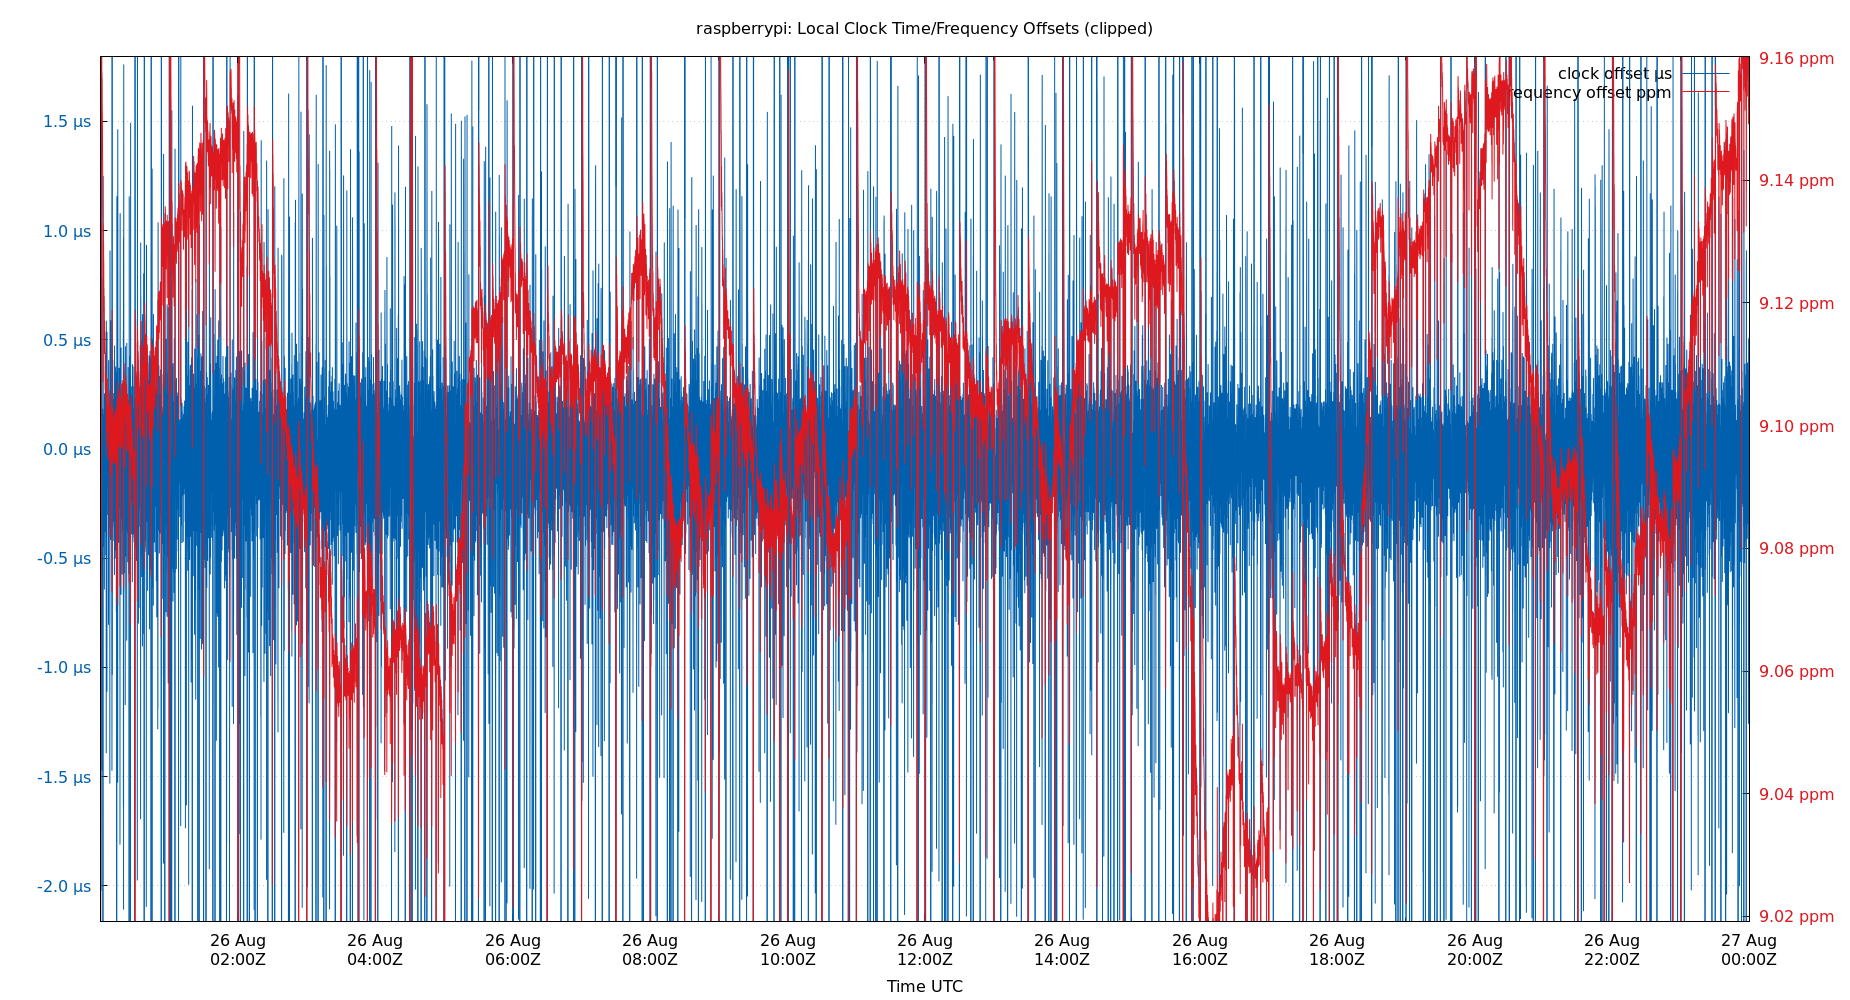 raspberrypi: Local Clock Time/Frequency Offsets (clipped)
9.16 ppm
clock offset µs
requency offset ppm
1.5 µs
9.14 ppm
1.0 µs
9.12 ppm
0.5 µs
9.10 ppm
0.0 µs
9.08 ppm
-0.5 µs
9.06 ppm
-1.0 µs
9.04 ppm
-1.5 µs
9.02 ppm
-2.0 µs
26 Aug 26 Aug 26 Aug 26 Aug 26 Aug 26 Aug 26 Aug 26 Aug 26 Aug 26 Aug 26 Aug 27 Aug
02:00Z 04:00Z 06:00Z 08:00Z 10:00Z 12:00Z 14:00Z 16:00Z 18:00Z 20:00Z 22:00Z 00:00Z
Time UTC